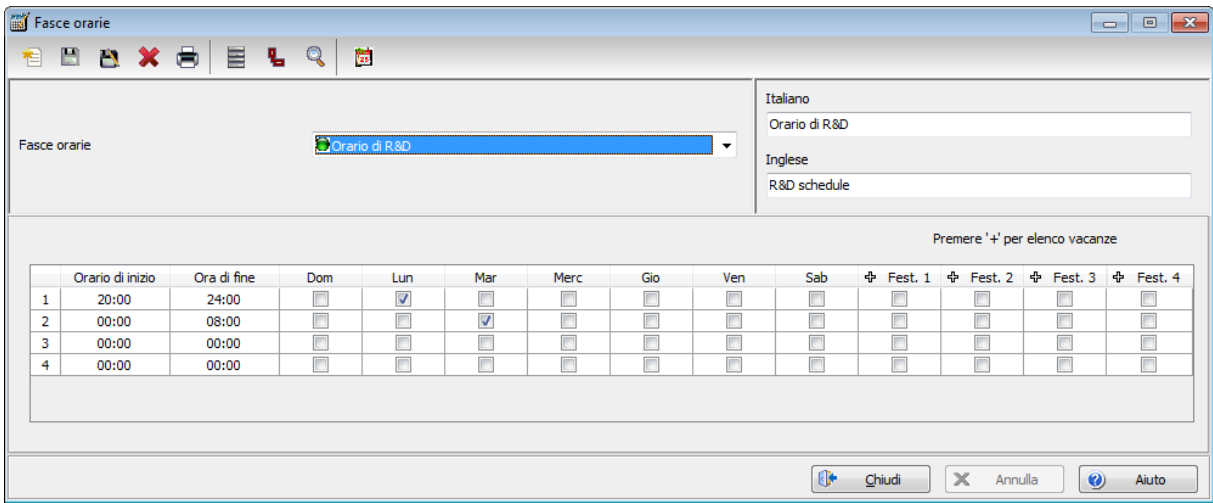 Fasce orarie
25
Italiano
Orario di R&D
Fasce orarie
Orario di R&D
Inglese
R&D schedule
Premere '+' per elenco vacanze
Orario di inizio Ora di fine Dom Lun Mar Merc Gio Ven Sab Fest. 1 Fest. 2 Fest. 3 Fest. 4
1 20:00 24:00
2 00:00 08:00
3 00:00 00:00
4 00:00 00:00
Chiudi Annulla Aiuto